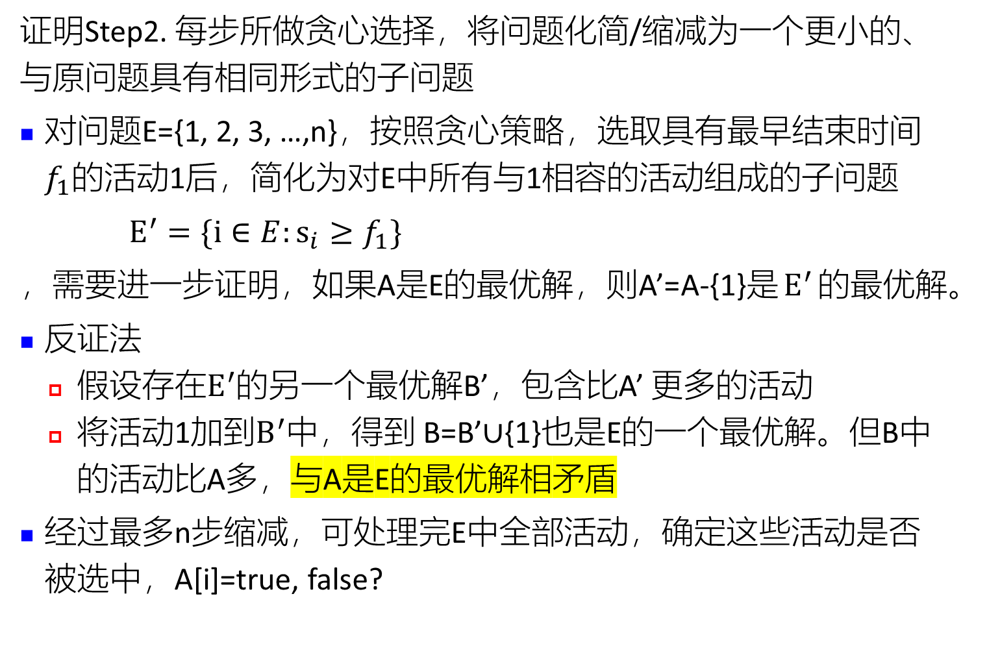 证明Step2. 每步所做贪心选择，将问题化简/缩减为一个更小的、
与原问题具有相同形式的子问题
对问题E={1, 2, 3, …,n}，按照贪心策略，选取具有最早结束时间
f₁的活动1后，简化为对E中所有与1相容的活动组成的子问题
E′ = {i ∈ E: sᵢ ≥ f₁}
，需要进一步证明，如果A是E的最优解，则A’=A-{1}是 E′ 的最优解。
反证法
假设存在E′的另一个最优解B’，包含比A’ 更多的活动
将活动1加到B′中，得到 B=B’∪{1}也是E的一个最优解。但B中
的活动比A多，与A是E的最优解相矛盾
经过最多n步缩减，可处理完E中全部活动，确定这些活动是否
被选中，A[i]=true, false?